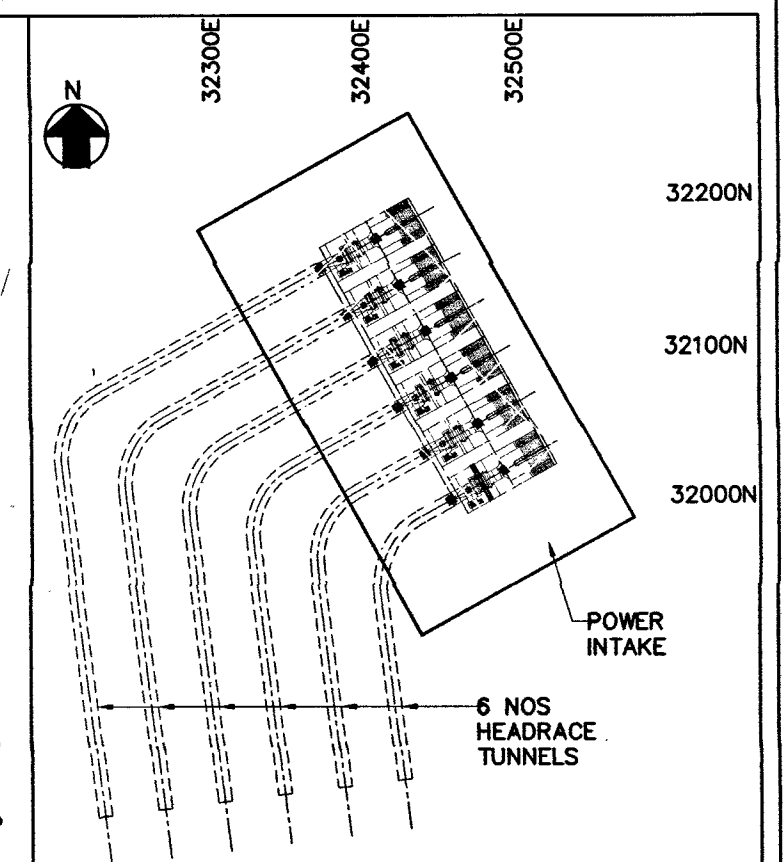 32300E
32400E
32500E
N
32200N
32100N
32000N
POWER
INTAKE
6 NOS
HEADRACE
TUNNELS